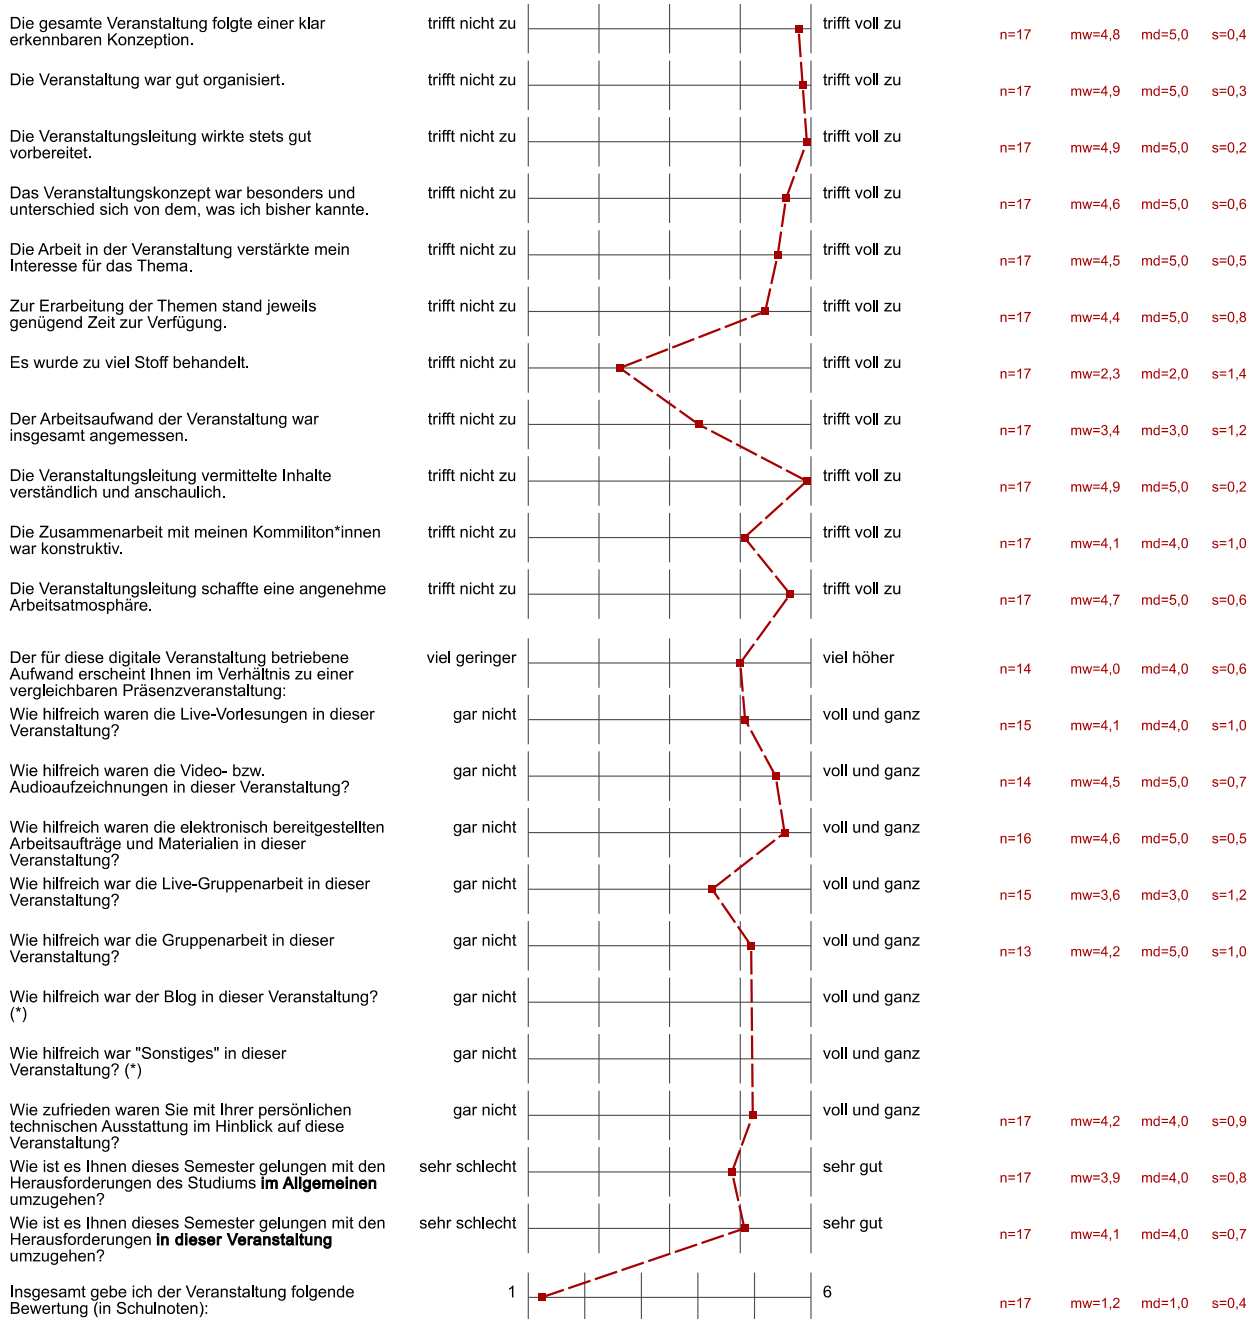 Die gesamte Veranstaltung folgte einer klar
erkennbaren Konzeption.
trifft nicht zu
trifft voll zu
n=17 mw=4,8 md=5,0 s=0,4
Die Veranstaltung war gut organisiert.
trifft nicht zu
trifft voll zu
n=17 mw=4,9 md=5,0 s=0,3
Die Veranstaltungsleitung wirkte stets gut
vorbereitet.
trifft nicht zu
trifft voll zu
n=17 mw=4,9 md=5,0 s=0,2
Das Veranstaltungskonzept war besonders und
unterschied sich von dem, was ich bisher kannte.
trifft nicht zu
trifft voll zu
n=17 mw=4,6 md=5,0 s=0,6
Die Arbeit in der Veranstaltung verstärkte mein
Interesse für das Thema.
trifft nicht zu
trifft voll zu
n=17 mw=4,5 md=5,0 s=0,5
Zur Erarbeitung der Themen stand jeweils
genügend Zeit zur Verfügung.
trifft nicht zu
trifft voll zu
n=17 mw=4,4 md=5,0 s=0,8
Es wurde zu viel Stoff behandelt.
trifft nicht zu
trifft voll zu
n=17 mw=2,3 md=2,0 s=1,4
Der Arbeitsaufwand der Veranstaltung war
insgesamt angemessen.
trifft nicht zu
trifft voll zu
n=17 mw=3,4 md=3,0 s=1,2
Die Veranstaltungsleitung vermittelte Inhalte
verständlich und anschaulich.
trifft nicht zu
trifft voll zu
n=17 mw=4,9 md=5,0 s=0,2
Die Zusammenarbeit mit meinen Kommiliton*innen
war konstruktiv.
trifft nicht zu
trifft voll zu
n=17 mw=4,1 md=4,0 s=1,0
Die Veranstaltungsleitung schaffte eine angenehme
Arbeitsatmosphäre.
trifft nicht zu
trifft voll zu
n=17 mw=4,7 md=5,0 s=0,6
Der für diese digitale Veranstaltung betriebene
Aufwand erscheint Ihnen im Verhältnis zu einer
vergleichbaren Präsenzveranstaltung:
viel geringer
viel höher
n=14 mw=4,0 md=4,0 s=0,6
Wie hilfreich waren die Live-Vorlesungen in dieser
Veranstaltung?
gar nicht
voll und ganz
n=15 mw=4,1 md=4,0 s=1,0
Wie hilfreich waren die Video- bzw.
Audioaufzeichnungen in dieser Veranstaltung?
gar nicht
voll und ganz
n=14 mw=4,5 md=5,0 s=0,7
Wie hilfreich waren die elektronisch bereitgestellten
Arbeitsaufträge und Materialien in dieser
Veranstaltung?
gar nicht
voll und ganz
n=16 mw=4,6 md=5,0 s=0,5
Wie hilfreich war die Live-Gruppenarbeit in dieser
Veranstaltung?
gar nicht
voll und ganz
n=15 mw=3,6 md=3,0 s=1,2
Wie hilfreich war die Gruppenarbeit in dieser
Veranstaltung?
gar nicht
voll und ganz
n=13 mw=4,2 md=5,0 s=1,0
Wie hilfreich war der Blog in dieser Veranstaltung?
(*)
gar nicht
voll und ganz
Wie hilfreich war "Sonstiges" in dieser
Veranstaltung? (*)
gar nicht
voll und ganz
Wie zufrieden waren Sie mit Ihrer persönlichen
technischen Ausstattung im Hinblick auf diese
Veranstaltung?
gar nicht
voll und ganz
n=17 mw=4,2 md=4,0 s=0,9
Wie ist es Ihnen dieses Semester gelungen mit den
Herausforderungen des Studiums im Allgemeinen
umzugehen?
sehr schlecht
sehr gut
n=17 mw=3,9 md=4,0 s=0,8
Wie ist es Ihnen dieses Semester gelungen mit den
Herausforderungen in dieser Veranstaltung
umzugehen?
sehr schlecht
sehr gut
n=17 mw=4,1 md=4,0 s=0,7
Insgesamt gebe ich der Veranstaltung folgende
Bewertung (in Schulnoten):
1
6
n=17 mw=1,2 md=1,0 s=0,4